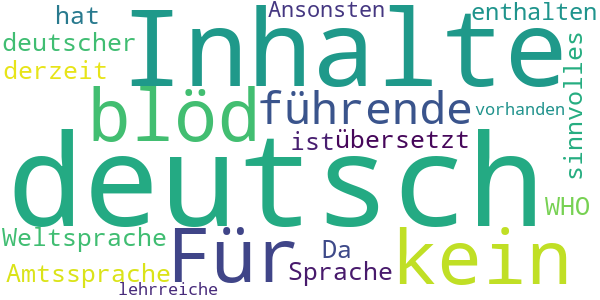 hat Inhalte Ansonsten enthalten
deutscher
derzeit
blöd führende vorhanden sinnvolles
ist übersetzt
deutsch
WHO
Weltsprache Für Da kein
Amtssprache Sprache
lehrreiche